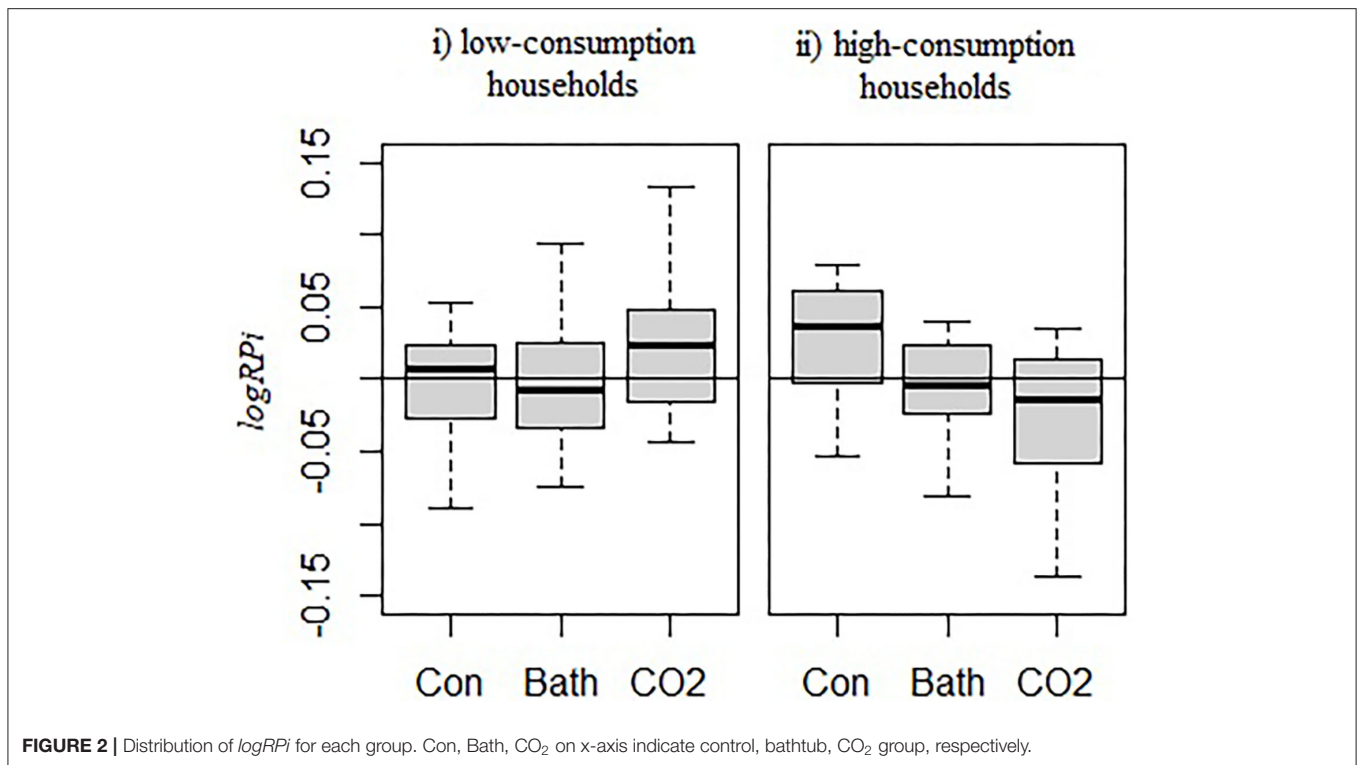 i) low-consumption
households
ii) high-consumption
households
logRPi
0.15
0.05
-0.05
-0.15
Con Bath CO2
Con Bath CO2
FIGURE 2 | Distribution of logRPi for each group. Con, Bath, CO₂ on x-axis indicate control, bathtub, CO₂ group, respectively.